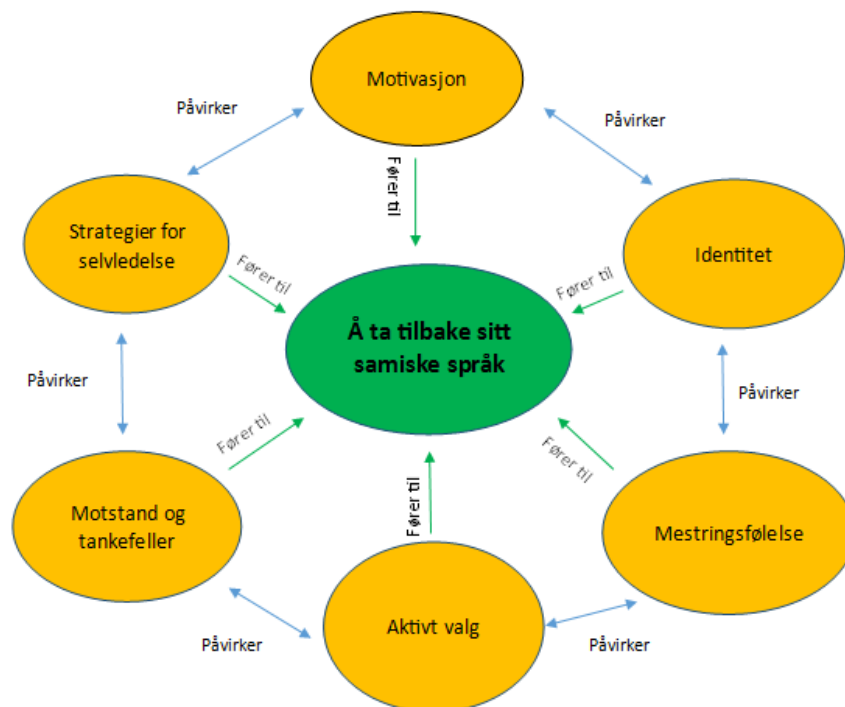 Motivasjon
Påvirker
Påvirker
Fører til
Strategier for
selvledelse
Identitet
Fører til
Fører til
Å ta tilbake sitt
samiske språk
Påvirker
Påvirker
Fører til
Fører til
Motstand og
tankefeller
Fører til
Mestringsfølelse
Aktivt valg
Påvirker
Påvirker